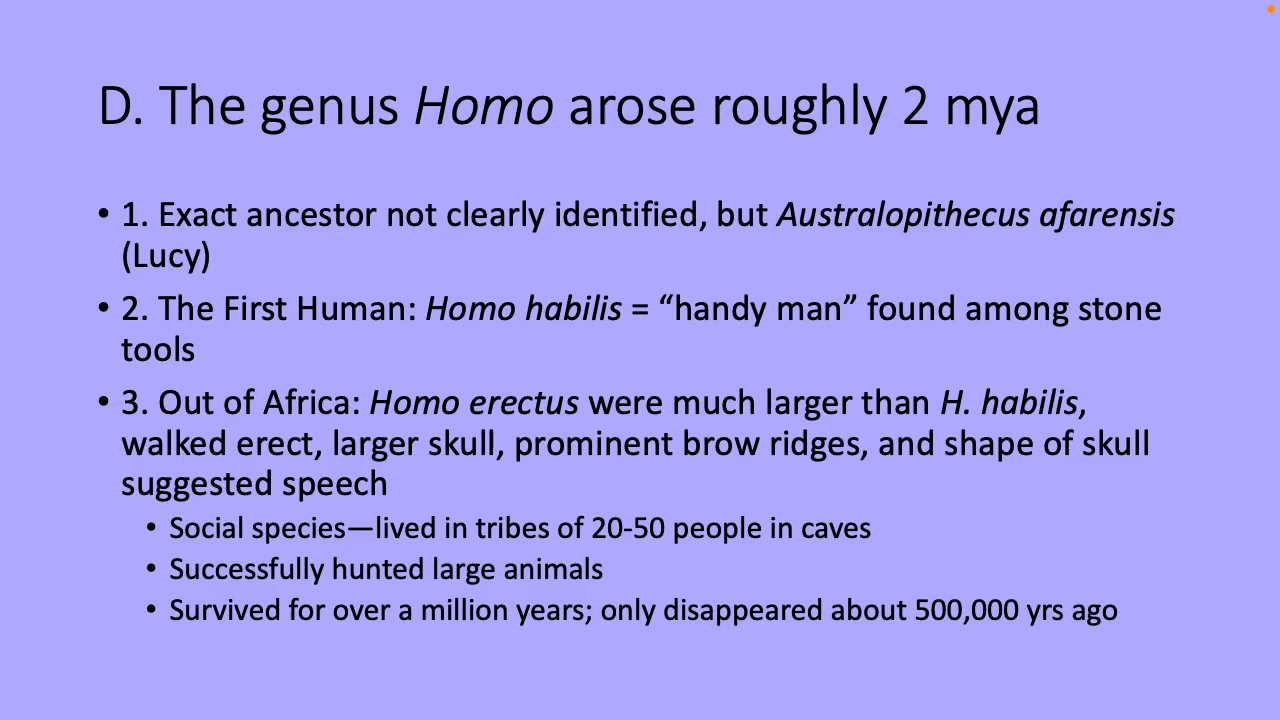 D. The genus Homo arose roughly 2 mya
• 1. Exact ancestor not clearly identified, but Australopithecus afarensis
(Lucy)
• 2. The First Human: Homo habilis = “handy man” found among stone
tools
• 3. Out of Africa: Homo erectus were much larger than H. habilis,
walked erect, larger skull, prominent brow ridges, and shape of skull
suggested speech
• Social species—lived in tribes of 20-50 people in caves
• Successfully hunted large animals
• Survived for over a million years; only disappeared about 500,000 yrs ago